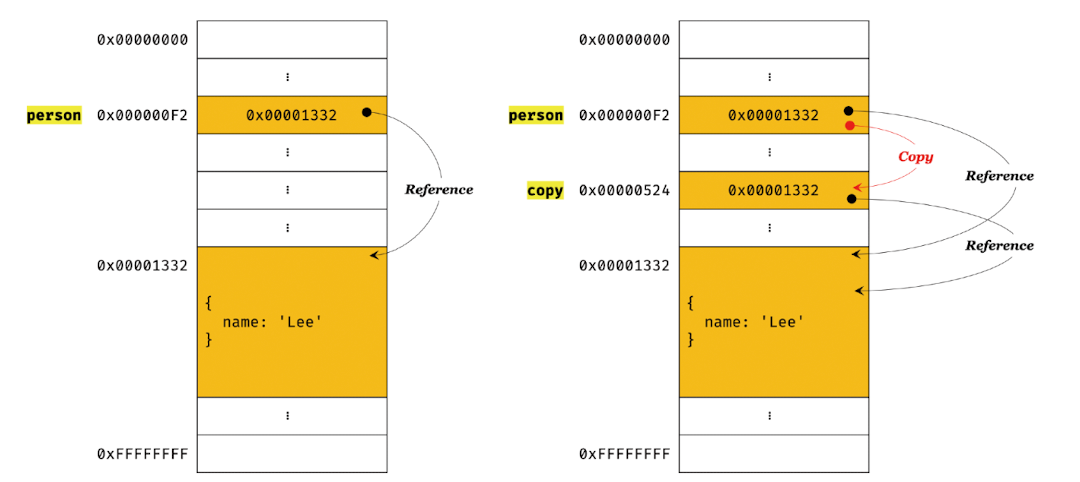 0x00000000
⋮
person 0x000000F2 0x00001332
⋮
⋮
Reference
⋮
0x00001332
{
name: 'Lee'
}
⋮
0xFFFFFFFF
0x00000000
⋮
person 0x000000F2 0x00001332
Copy
⋮
Reference
copy 0x00000524 0x00001332
⋮
Reference
0x00001332
{
name: 'Lee'
}
⋮
0xFFFFFFFF